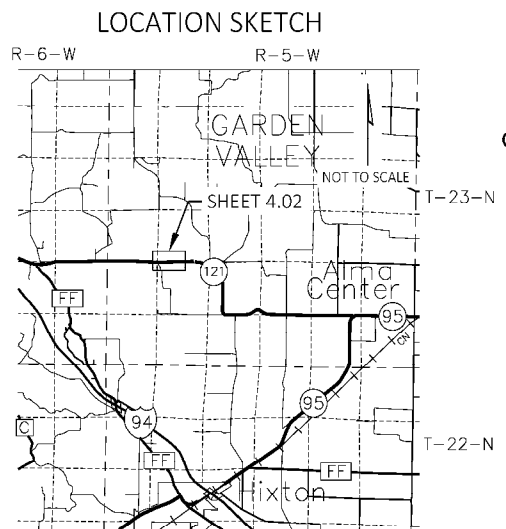 LOCATION SKETCH
R-6-W
R-5-W
GARDEN
VALLEY
NOT TO SCALE
T-23-N
SHEET 4.02
121
Alma
Center
FF
95
CN
95
94
C
FF
T-22-N
FF
Hixton